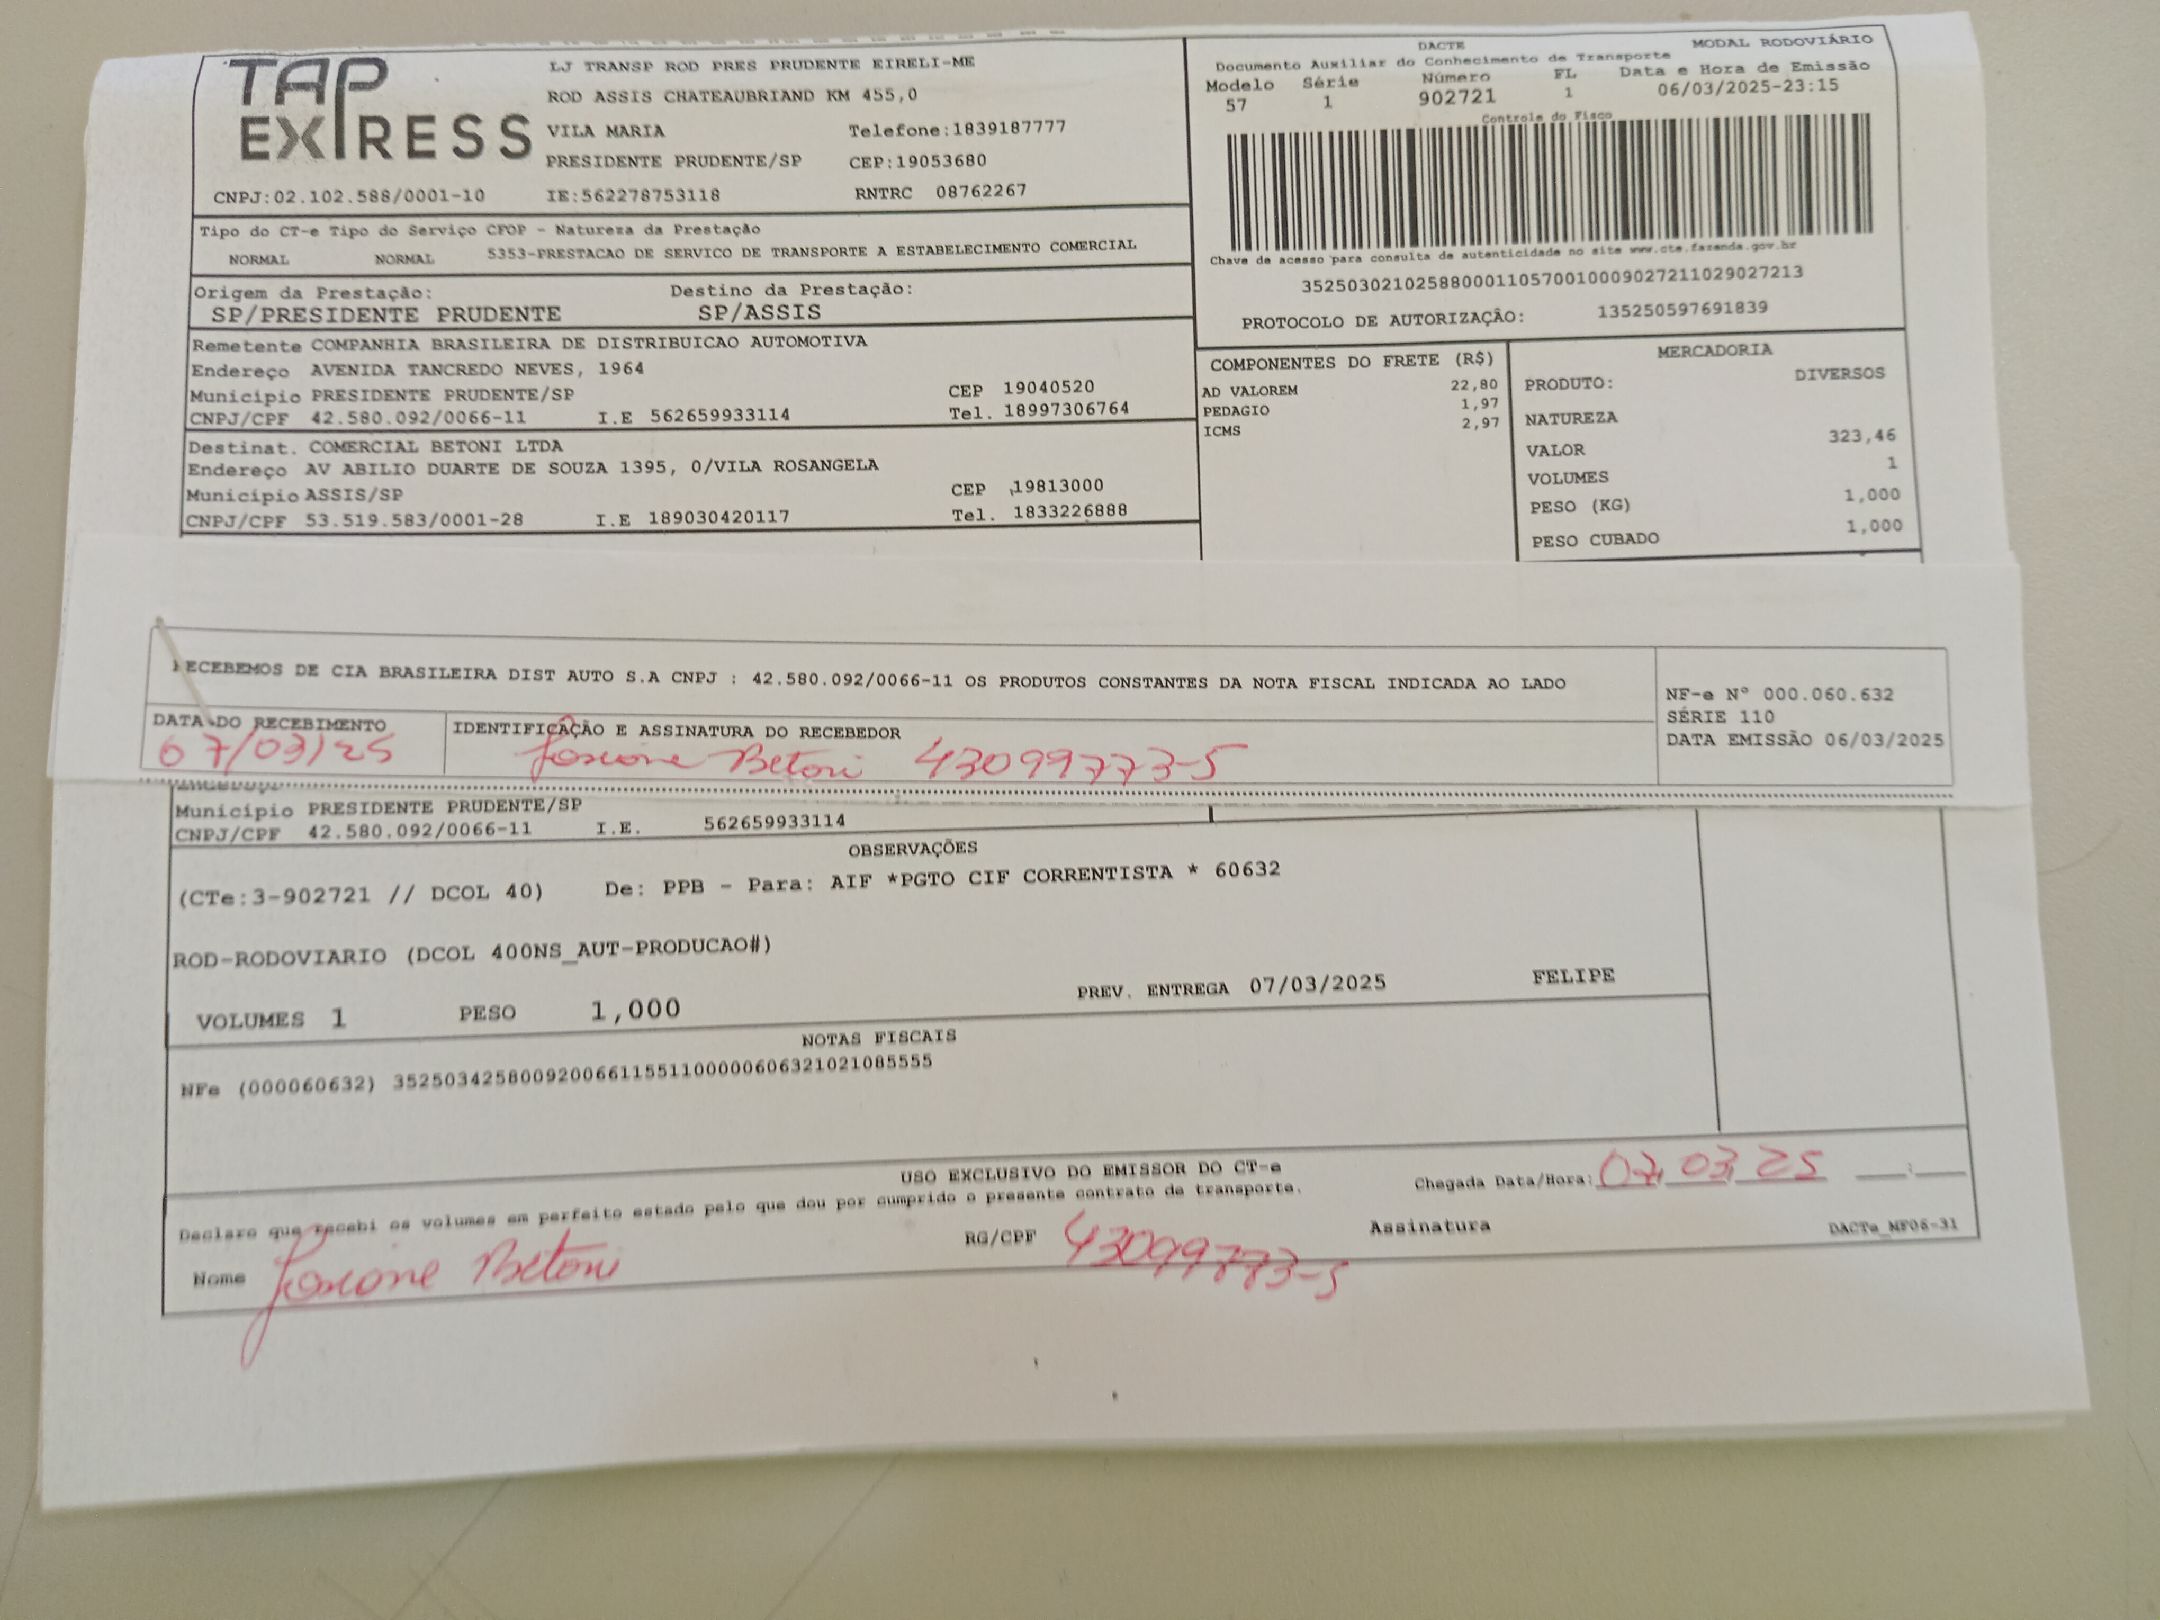 TAP EXPRESS
LJ TRANSP ROD PRES PRUDENTE EIRELI-ME
ROD ASSIS CHATEAUBRIAND KM 455,0
VILA MARIA Telefone:1839187777
PRESIDENTE PRUDENTE/SP CEP:19053680
CNPJ:02.102.588/0001-10 IE:562278753118 RNTRC 08762267
DACTE MODAL RODOVIÁRIO
Documento Auxiliar do Conhecimento de Transporte
Modelo Série Número FL Data e Hora de Emissão
57 1 902721 1 06/03/2025-23:15
Controle do Fisco
Chave de acesso para consulta de autenticidade no site www.cte.fazenda.gov.br
35250302102588000110570010009027211029027213
PROTOCOLO DE AUTORIZAÇÃO: 135250597691839
Tipo do CT-e Tipo do Serviço CFOP - Natureza da Prestação
NORMAL NORMAL 5353-PRESTACAO DE SERVICO DE TRANSPORTE A ESTABELECIMENTO COMERCIAL
Origem da Prestação: Destino da Prestação:
SP/PRESIDENTE PRUDENTE SP/ASSIS
Remetente COMPANHIA BRASILEIRA DE DISTRIBUICAO AUTOMOTIVA
Endereço AVENIDA TANCREDO NEVES, 1964
Município PRESIDENTE PRUDENTE/SP CEP 19040520
CNPJ/CPF 42.580.092/0066-11 I.E 562659933114 Tel. 18997306764
Destinat. COMERCIAL BETONI LTDA
Endereço AV ABILIO DUARTE DE SOUZA 1395, 0/VILA ROSANGELA
Município ASSIS/SP CEP 19813000
CNPJ/CPF 53.519.583/0001-28 I.E 189030420117 Tel. 1833226888
COMPONENTES DO FRETE (R$)
AD VALOREM 22,80
PEDAGIO 1,97
ICMS 2,97
MERCADORIA
PRODUTO: DIVERSOS
NATUREZA
VALOR 323,46
VOLUMES 1
PESO (KG) 1,000
PESO CUBADO 1,000
RECEBEMOS DE CIA BRASILEIRA DIST AUTO S.A CNPJ : 42.580.092/0066-11 OS PRODUTOS CONSTANTES DA NOTA FISCAL INDICADA AO LADO
NF-e Nº 000.060.632
SÉRIE 110
DATA EMISSÃO 06/03/2025
DATA DO RECEBIMENTO IDENTIFICAÇÃO E ASSINATURA DO RECEBEDOR
07/03/25 Josiane Betoni 43099773-5
Município PRESIDENTE PRUDENTE/SP
CNPJ/CPF 42.580.092/0066-11 I.E. 562659933114
OBSERVAÇÕES
(CTe:3-902721 // DCOL 40) De: PPB - Para: AIF *PGTO CIF CORRENTISTA * 60632
ROD-RODOVIARIO (DCOL 400NS_AUT-PRODUCAO#)
PREV. ENTREGA 07/03/2025 FELIPE
VOLUMES 1 PESO 1,000
NOTAS FISCAIS
NFe (000060632) 35250342580092006611551100000606321021085555
USO EXCLUSIVO DO EMISSOR DO CT-e
Declaro que recebi os volumes em perfeito estado pelo que dou por cumprido o presente contrato de transporte.
Chegada Data/Hora: 07 03 25 ___:___
Nome Josiane Betoni RG/CPF 43099773-5 Assinatura DACTe_MF06-31